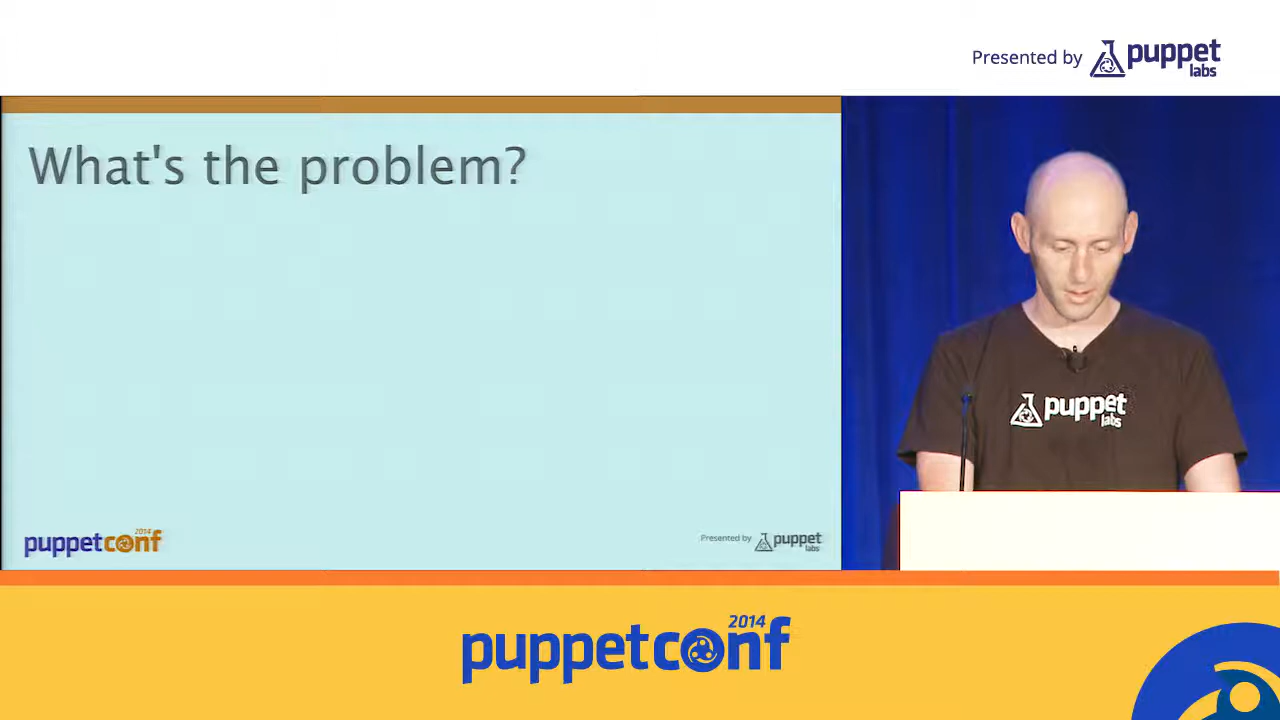 Presented by puppet labs
What's the problem?
puppet labs
puppetconf 2014
Presented by puppet labs
puppetconf 2014